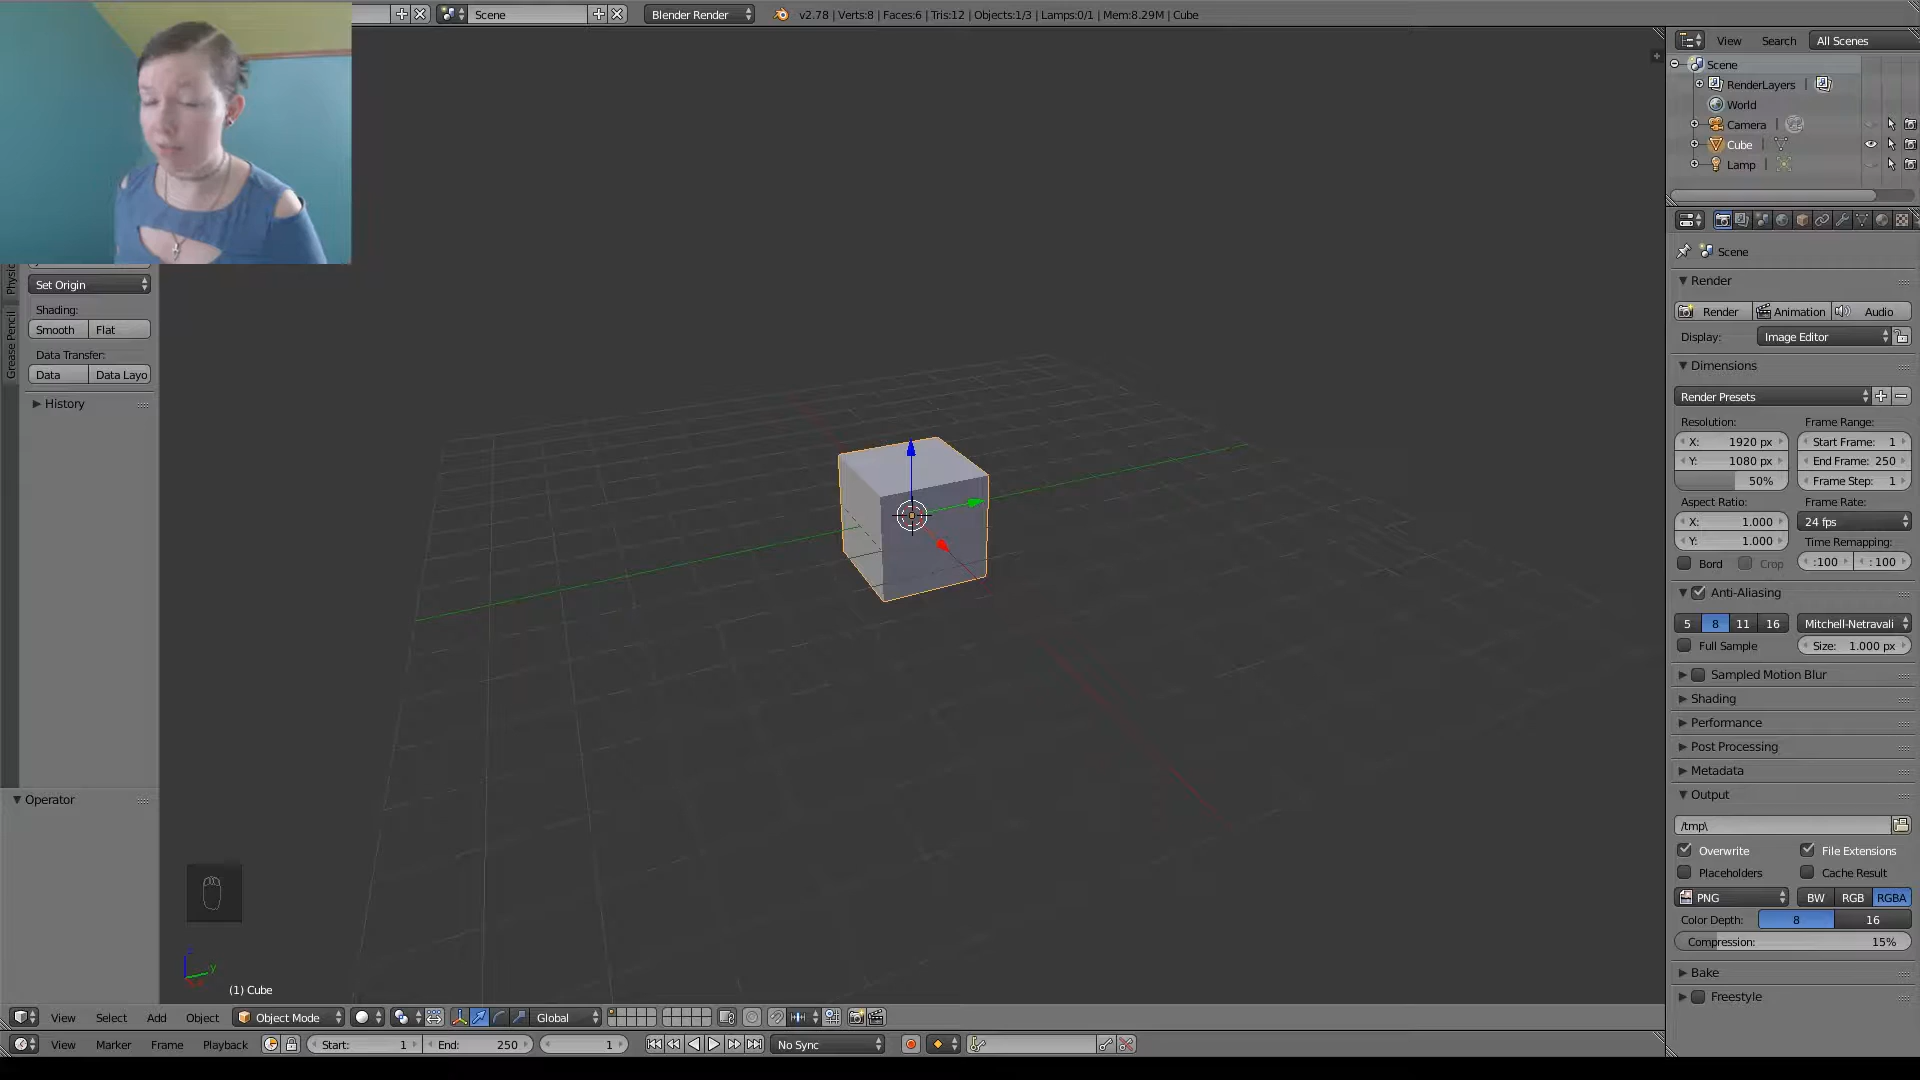 Scene
Blender Render
v2.78 | Verts:8 | Faces:6 | Tris:12 | Objects:1/3 | Lamps:0/1 | Mem:8.29M | Cube
View Search All Scenes
Scene
RenderLayers
World
Camera
Cube
Lamp
Scene
Render
Render Animation Audio
Display: Image Editor
Dimensions
Render Presets
Resolution: Frame Range:
X: 1920 px Start Frame: 1
Y: 1080 px End Frame: 250
50% Frame Step: 1
Aspect Ratio: Frame Rate:
X: 1.000 24 fps
Y: 1.000 Time Remapping:
Bord Crop :100 : 100
Anti-Aliasing
5 8 11 16 Mitchell-Netravali
Full Sample Size: 1.000 px
Sampled Motion Blur
Shading
Performance
Post Processing
Metadata
Output
/tmp\
Overwrite File Extensions
Placeholders Cache Result
PNG BW RGB RGBA
Color Depth: 8 16
Compression: 15%
Bake
Freestyle
Physic
Grease Pencil
Set Origin
Shading:
Smooth Flat
Data Transfer:
Data Data Layo
History
Operator
z
y
(1) Cube
View Select Add Object Object Mode Global
View Marker Frame Playback Start: 1 End: 250 1 No Sync